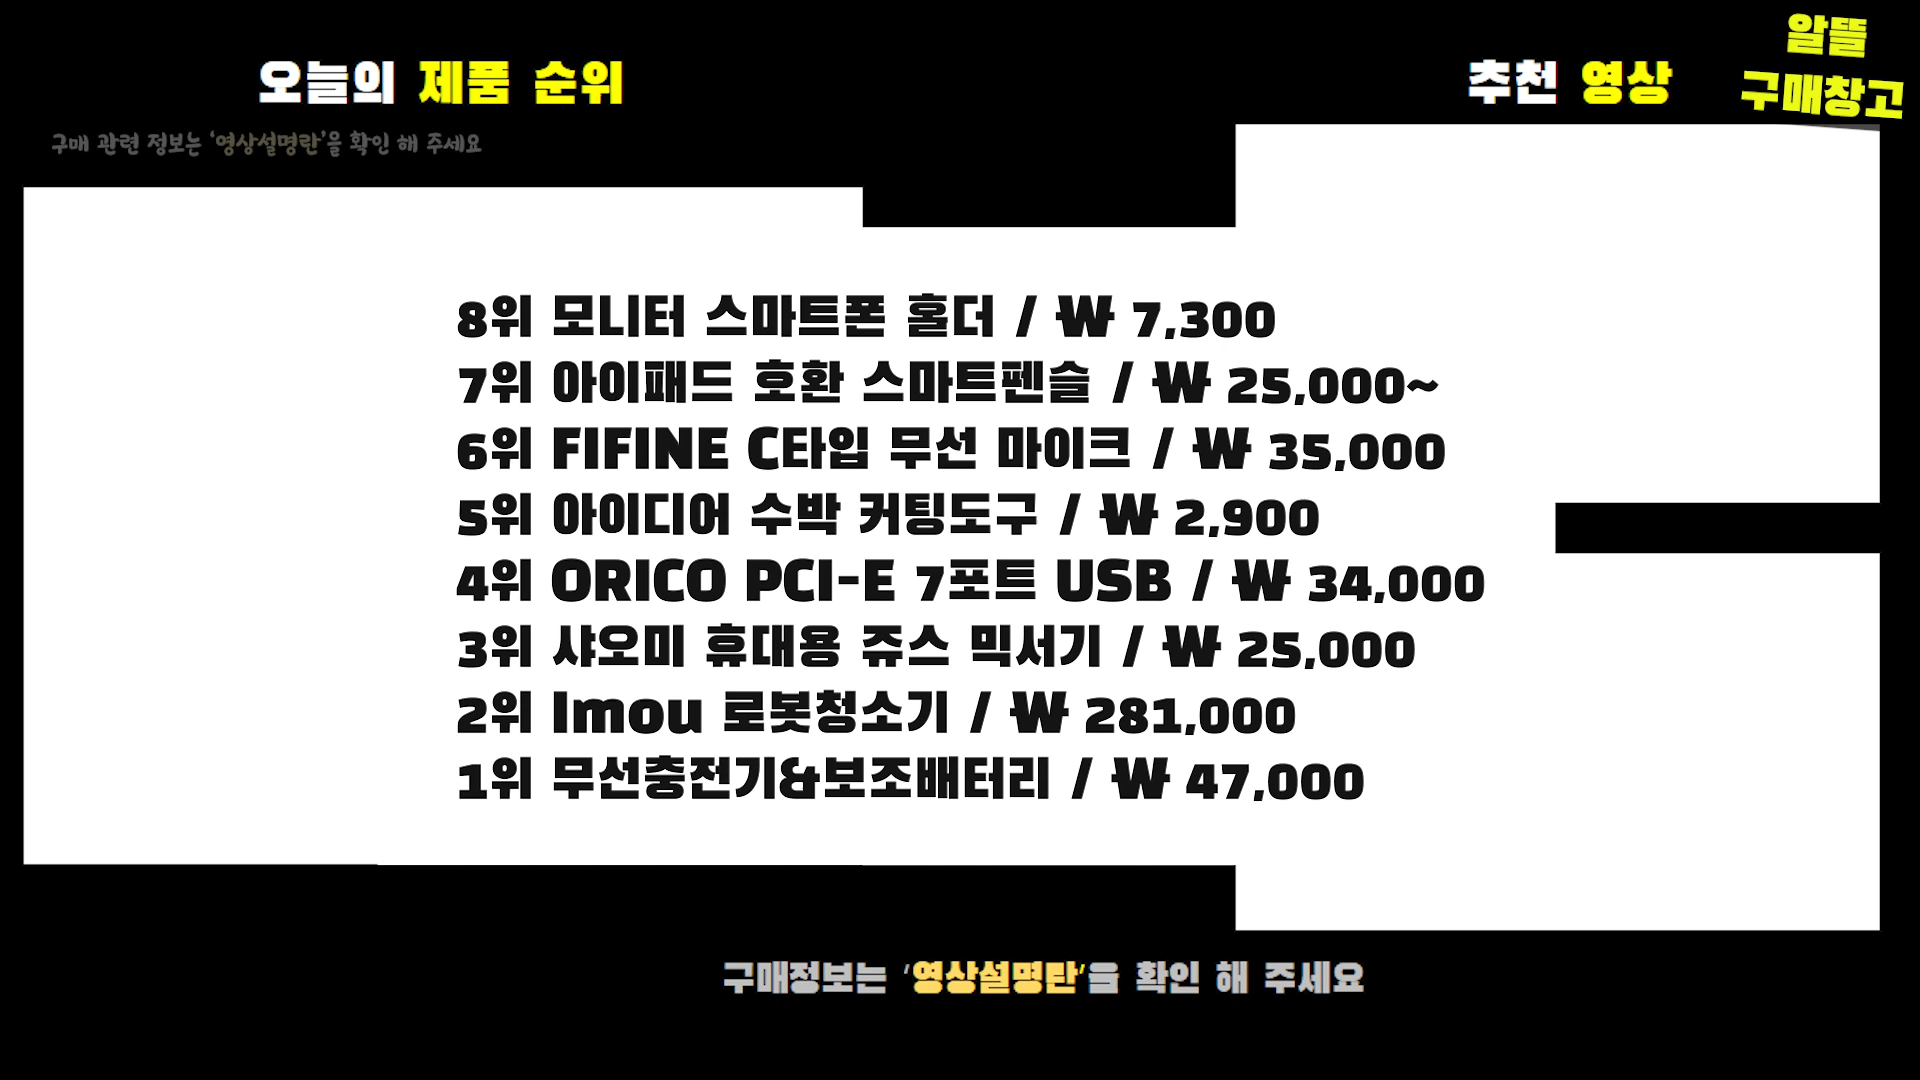 오늘의 제품 순위
추천 영상
알뜰
구매창고
구매 관련 정보는 '영상설명란'을 확인 해 주세요
8위 모니터 스마트폰 홀더 / ₩ 7,300
7위 아이패드 호환 스마트펜슬 / ₩ 25,000~
6위 FIFINE C타입 무선 마이크 / ₩ 35,000
5위 아이디어 수박 커팅도구 / ₩ 2,900
4위 ORICO PCI-E 7포트 USB / ₩ 34,000
3위 샤오미 휴대용 쥬스 믹서기 / ₩ 25,000
2위 Imou 로봇청소기 / ₩ 281,000
1위 무선충전기&보조배터리 / ₩ 47,000
구매정보는 '영상설명란'을 확인 해 주세요